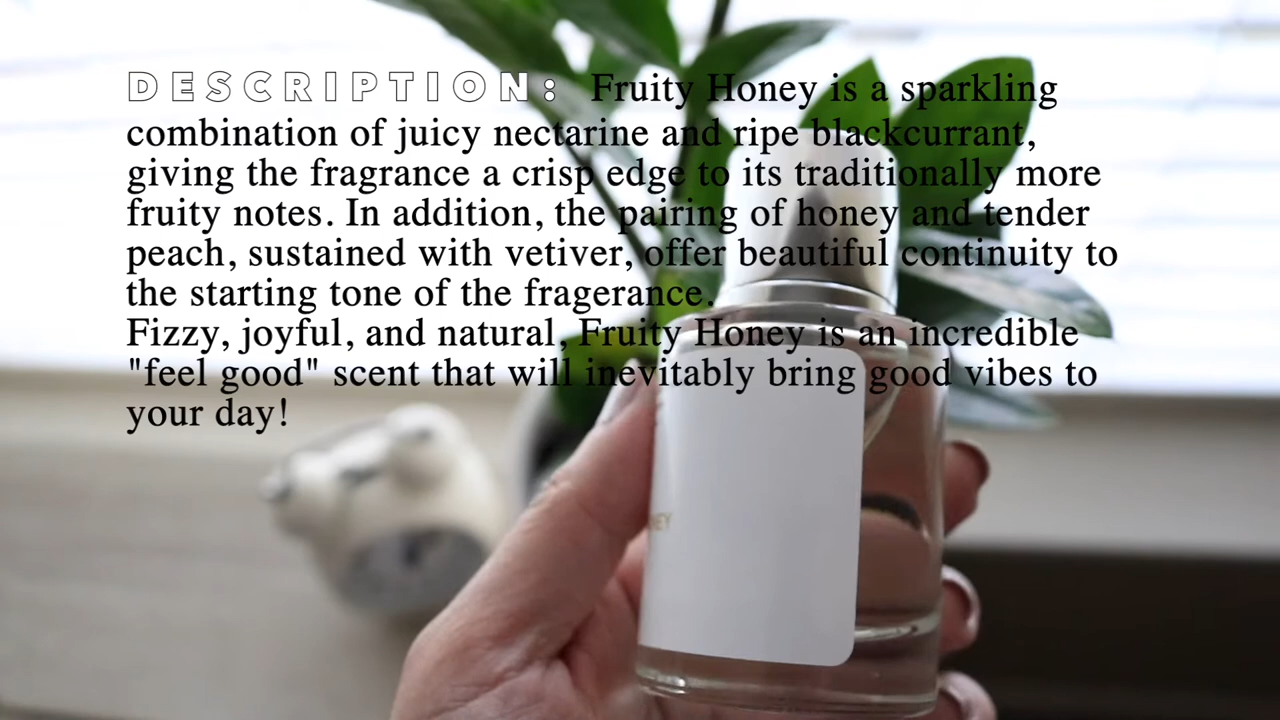 DESCRIPTION: Fruity Honey is a sparkling
combination of juicy nectarine and ripe blackcurrant,
giving the fragrance a crisp edge to its traditionally more
fruity notes. In addition, the pairing of honey and tender
peach, sustained with vetiver, offer beautiful continuity to
the starting tone of the fragerance.
Fizzy, joyful, and natural, Fruity Honey is an incredible
"feel good" scent that will inevitably bring good vibes to
your day!